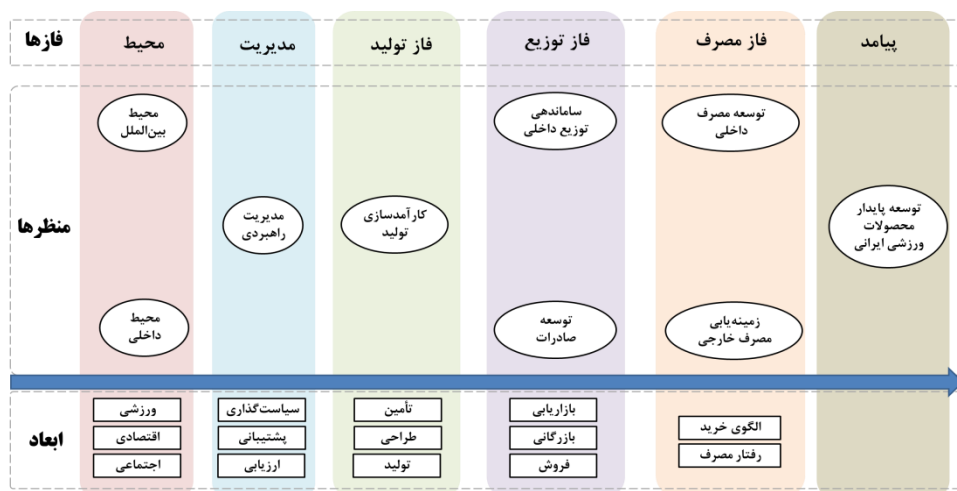 فازها
محیط
مدیریت
فاز تولید
فاز توزیع
فاز مصرف
پیامد
منظرها
محیط
بین‌الملل
ساماندهی
توزیع داخلی
توسعه مصرف
داخلی
مدیریت
راهبردی
کارآمدسازی
تولید
توسعه پایدار
محصولات
ورزشی ایرانی
محیط
داخلی
توسعه
صادرات
زمینه‌یابی
مصرف خارجی
ابعاد
ورزشی
اقتصادی
اجتماعی
سیاست‌گذاری
پشتیبانی
ارزیابی
تأمین
طراحی
تولید
بازاریابی
بازرگانی
فروش
الگوی خرید
رفتار مصرف